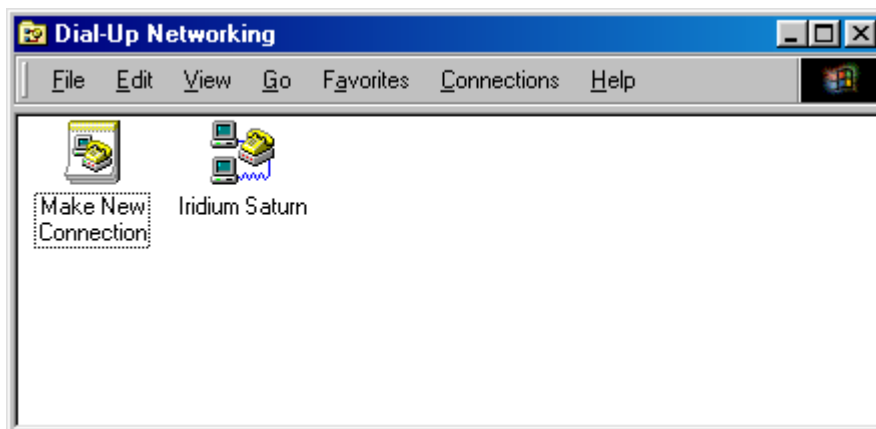 Dial-Up Networking
File Edit View Go Favorites Connections Help
Make New
Connection
Iridium Saturn